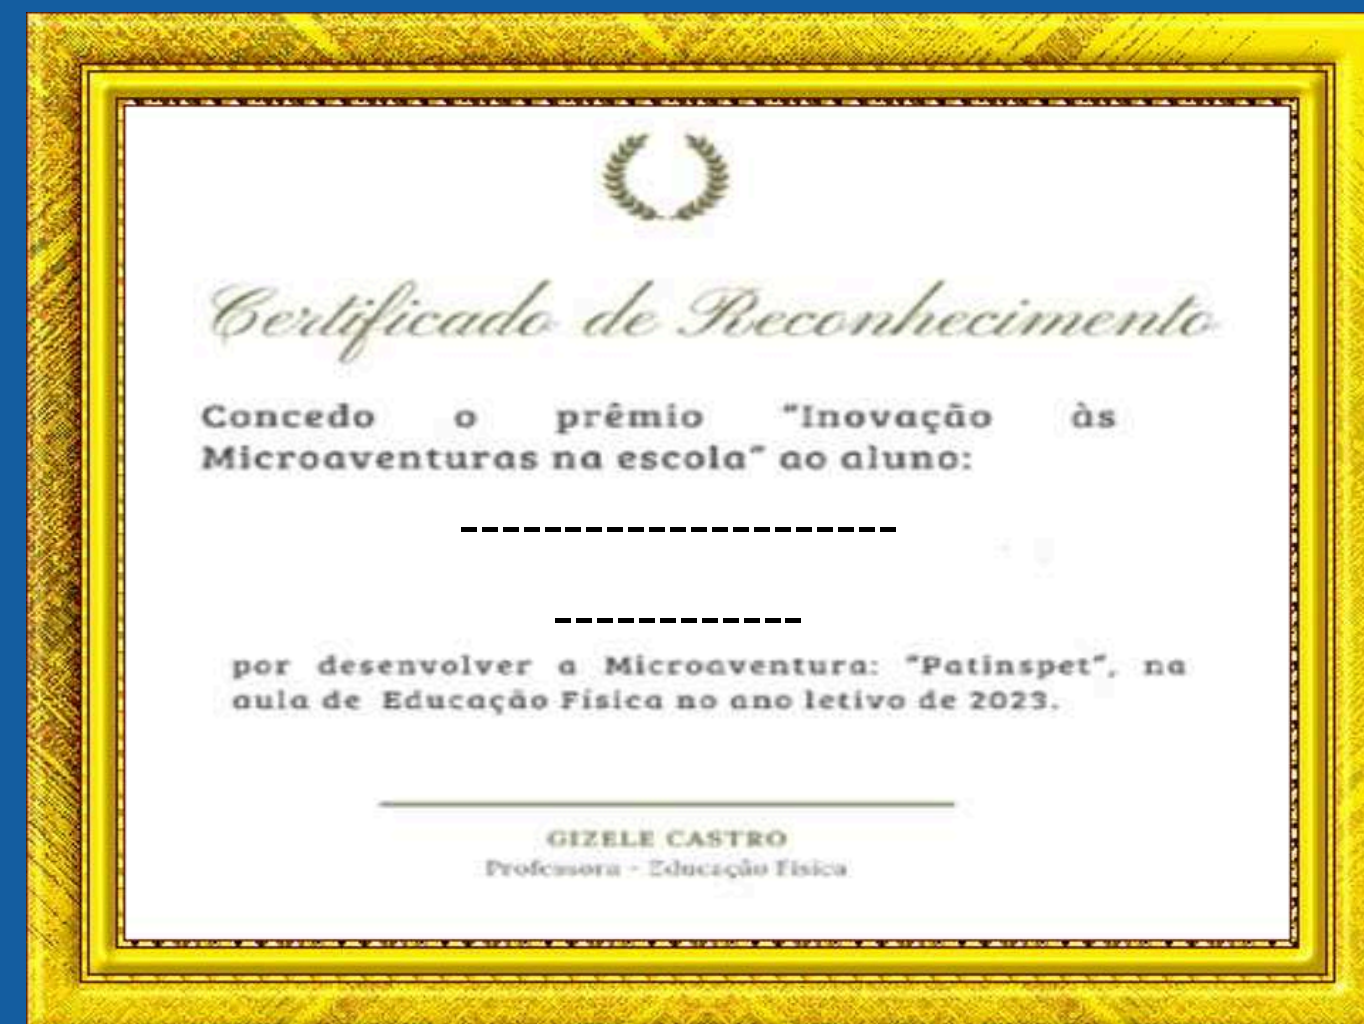 Certificado de Reconhecimento
Concedo o prêmio "Inovação às
Microaventuras na escola" ao aluno:
---------------------
------------
por desenvolver a Microaventura: "Patinspet", na
aula de Educação Física no ano letivo de 2023.
GIZELE CASTRO
Professora - Educação Física